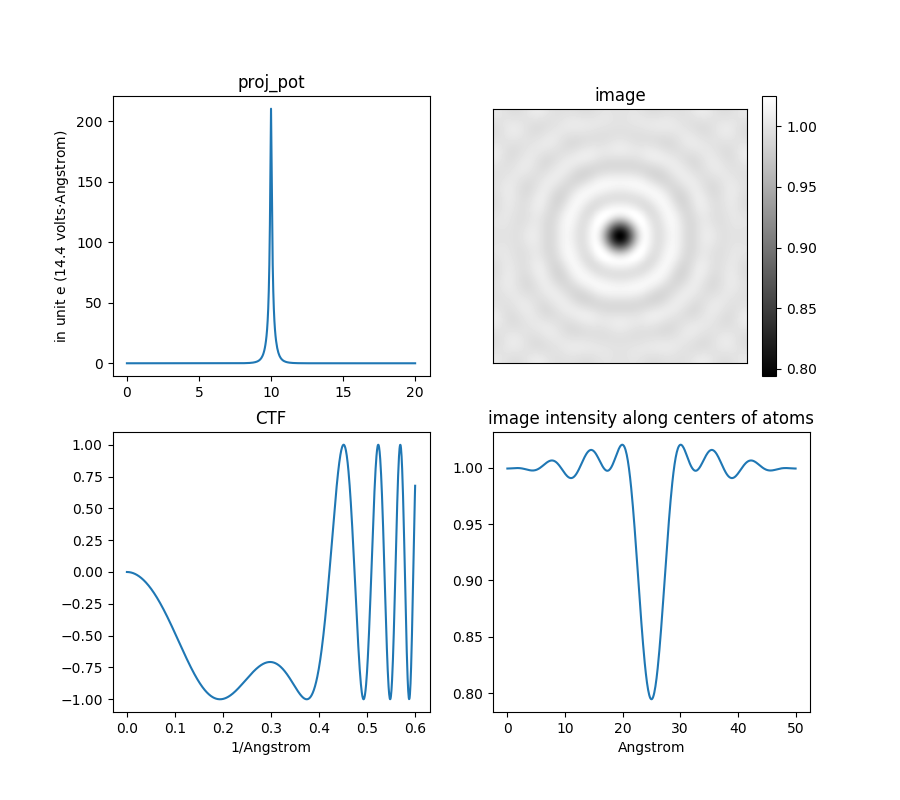 proj_pot
in unit e (14.4 volts·Angstrom)
200
150
100
50
0
0 5 10 15 20
image
1.00
0.95
0.90
0.85
0.80
CTF
1.00
0.75
0.50
0.25
0.00
−0.25
−0.50
−0.75
−1.00
0.0 0.1 0.2 0.3 0.4 0.5 0.6
1/Angstrom
image intensity along centers of atoms
1.00
0.95
0.90
0.85
0.80
0 10 20 30 40 50
Angstrom